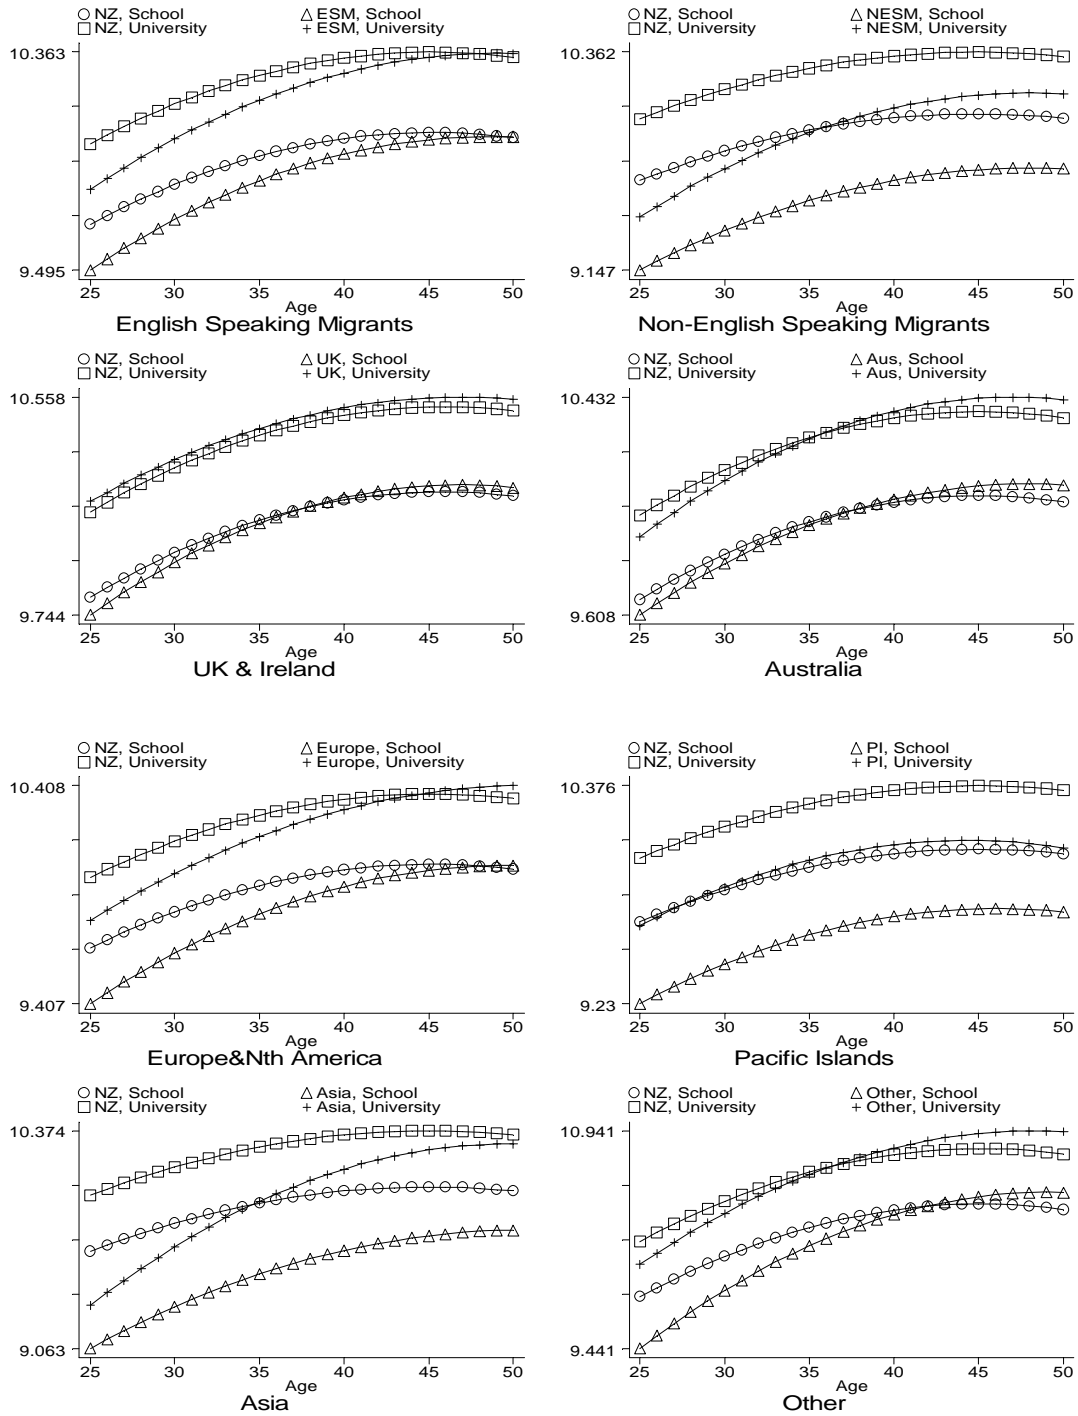 NZ, School ESM, School
NZ, University ESM, University
10.363
9.495
25 30 35 40 45 50
Age
English Speaking Migrants
NZ, School NESM, School
NZ, University NESM, University
10.362
9.147
25 30 35 40 45 50
Age
Non-English Speaking Migrants
NZ, School UK, School
NZ, University UK, University
10.558
9.744
25 30 35 40 45 50
Age
UK & Ireland
NZ, School Aus, School
NZ, University Aus, University
10.432
9.608
25 30 35 40 45 50
Age
Australia
NZ, School Europe, School
NZ, University Europe, University
10.408
9.407
25 30 35 40 45 50
Age
Europe&Nth America
NZ, School PI, School
NZ, University PI, University
10.376
9.23
25 30 35 40 45 50
Age
Pacific Islands
NZ, School Asia, School
NZ, University Asia, University
10.374
9.063
25 30 35 40 45 50
Age
Asia
NZ, School Other, School
NZ, University Other, University
10.941
9.441
25 30 35 40 45 50
Age
Other